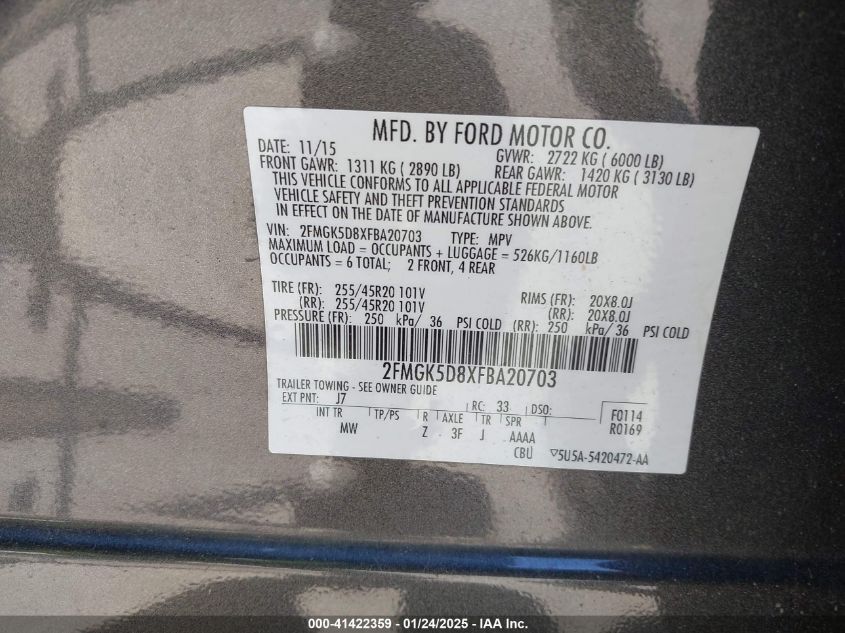 MFD. BY FORD MOTOR CO.
DATE: 11/15 GVWR: 2722 KG ( 6000 LB)
FRONT GAWR: 1311 KG ( 2890 LB) REAR GAWR: 1420 KG ( 3130 LB)
THIS VEHICLE CONFORMS TO ALL APPLICABLE FEDERAL MOTOR
VEHICLE SAFETY AND THEFT PREVENTION STANDARDS
IN EFFECT ON THE DATE OF MANUFACTURE SHOWN ABOVE.
VIN: 2FMGK5D8XFBA20703 TYPE: MPV
MAXIMUM LOAD = OCCUPANTS + LUGGAGE = 526KG/1160LB
OCCUPANTS = 6 TOTAL; 2 FRONT, 4 REAR
TIRE (FR): 255/45R20 101V RIMS (FR): 20X8.0J
(RR): 255/45R20 101V (RR): 20X8.0J
PRESSURE (FR): 250 kPa/ 36 PSI COLD (RR): 250 kPa/ 36 PSI COLD
2FMGK5D8XFBA20703
TRAILER TOWING - SEE OWNER GUIDE
EXT PNT: J7 RC: 33 DSO: F0114
INT TR TP/PS R AXLE TR SPR R0169
MW Z 3F J AAAA
CBU ▽5U5A-5420472-AA
000-41422359 - 01/24/2025 - IAA Inc.